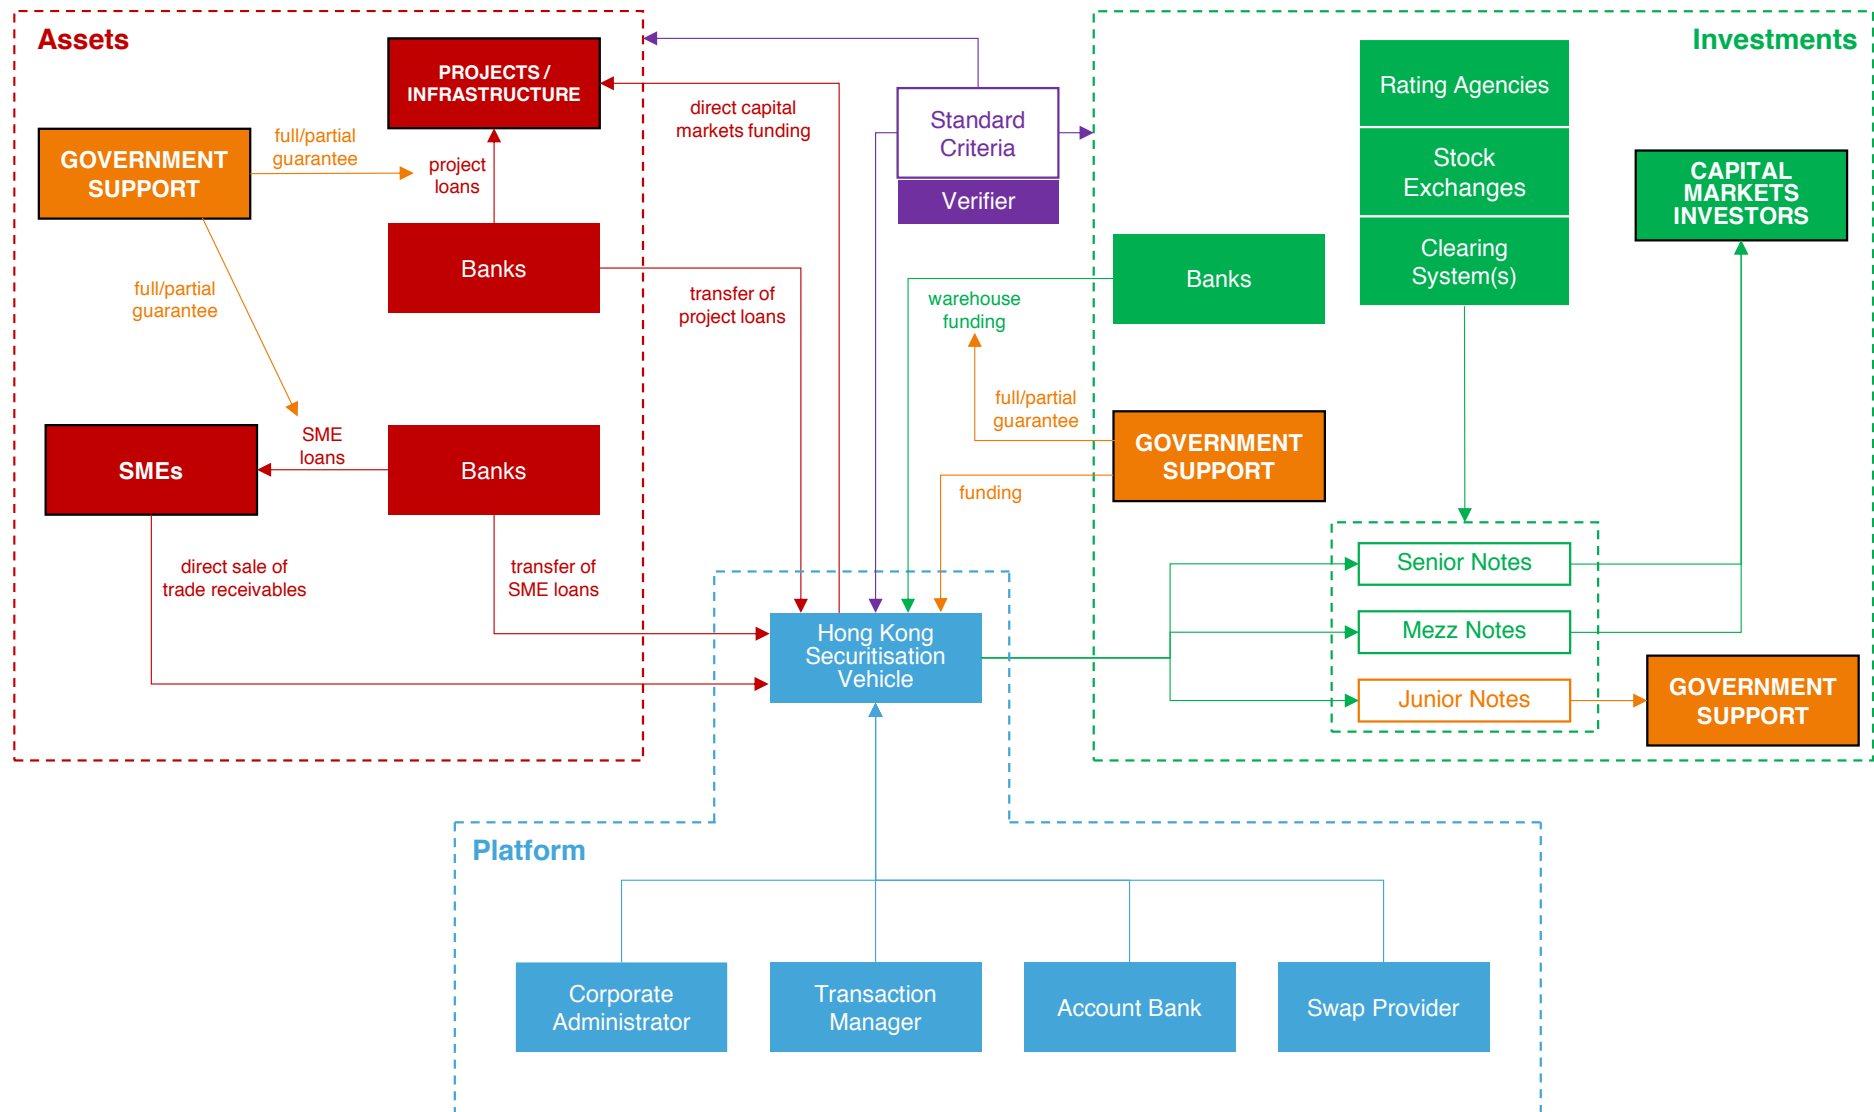 Assets
PROJECTS /
INFRASTRUCTURE
GOVERNMENT
SUPPORT
full/partial
guarantee
project
loans
Banks
full/partial
guarantee
SMEs
SME
loans
Banks
direct sale of
trade receivables
transfer of
SME loans
direct capital
markets funding
transfer of
project loans
Standard
Criteria
Verifier
Investments
Rating Agencies
Stock
Exchanges
Clearing
System(s)
CAPITAL
MARKETS
INVESTORS
Banks
warehouse
funding
full/partial
guarantee
GOVERNMENT
SUPPORT
funding
Senior Notes
Mezz Notes
Junior Notes
GOVERNMENT
SUPPORT
Hong Kong
Securitisation
Vehicle
Platform
Corporate
Administrator
Transaction
Manager
Account Bank
Swap Provider